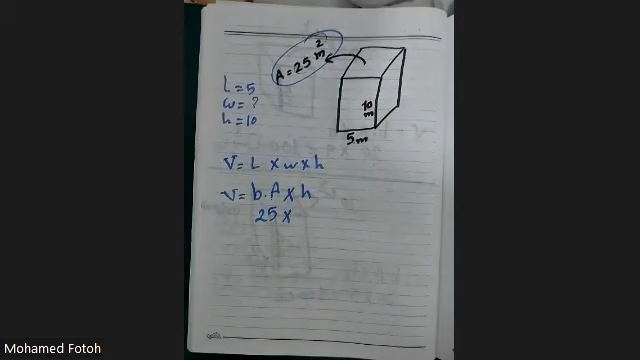 A = 25 m²
10
m
5m
L = 5
w = ?
h = 10
V = L x w x h
V = b.A x h
25 x
Mohamed Fotoh